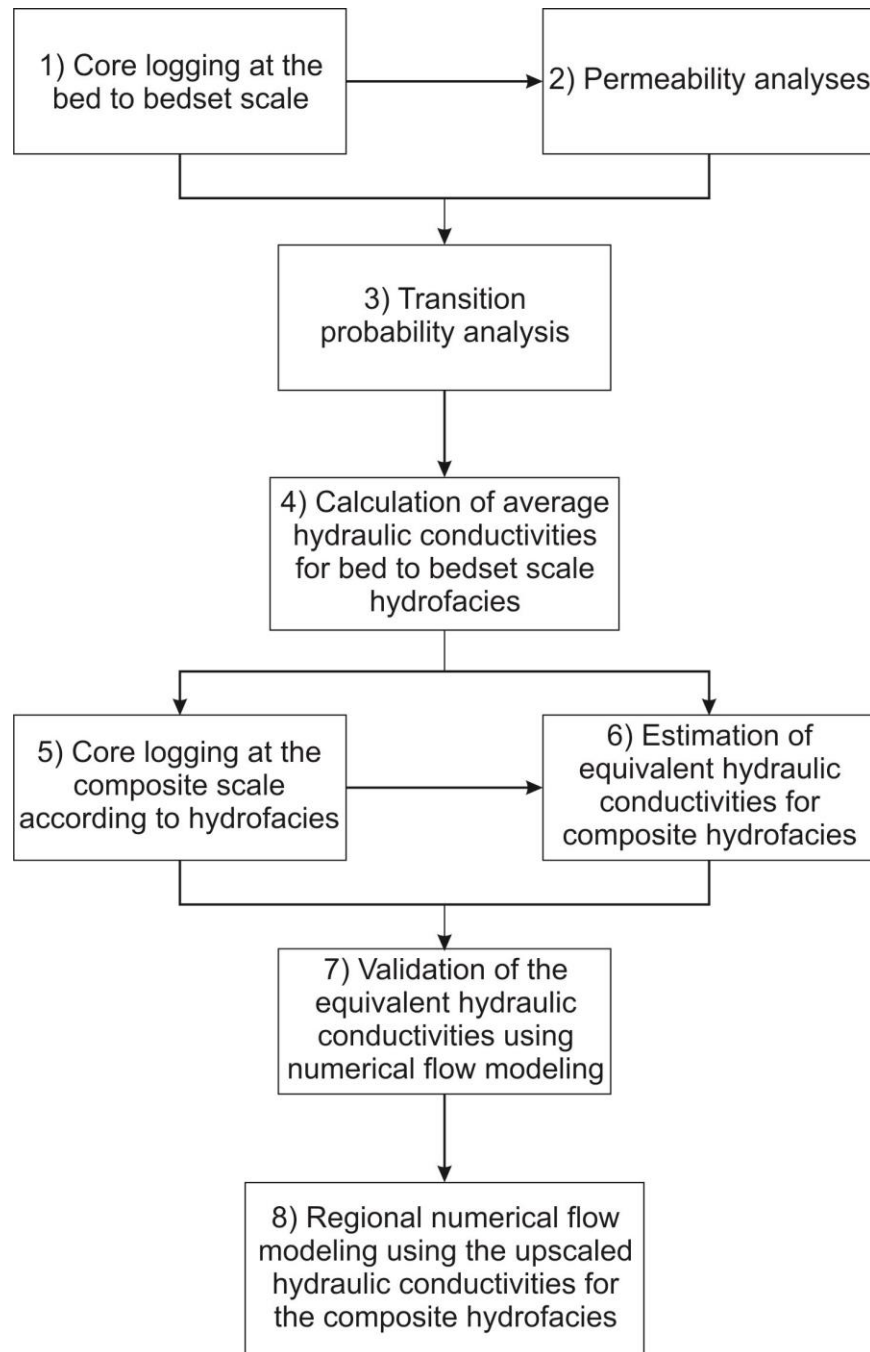 1) Core logging at the
bed to bedset scale
2) Permeability analyses
3) Transition
probability analysis
4) Calculation of average
hydraulic conductivities
for bed to bedset scale
hydrofacies
5) Core logging at the
composite scale
according to hydrofacies
6) Estimation of
equivalent hydraulic
conductivities for
composite hydrofacies
7) Validation of the
equivalent hydraulic
conductivities using
numerical flow modeling
8) Regional numerical flow
modeling using the upscaled
hydraulic conductivities for
the composite hydrofacies